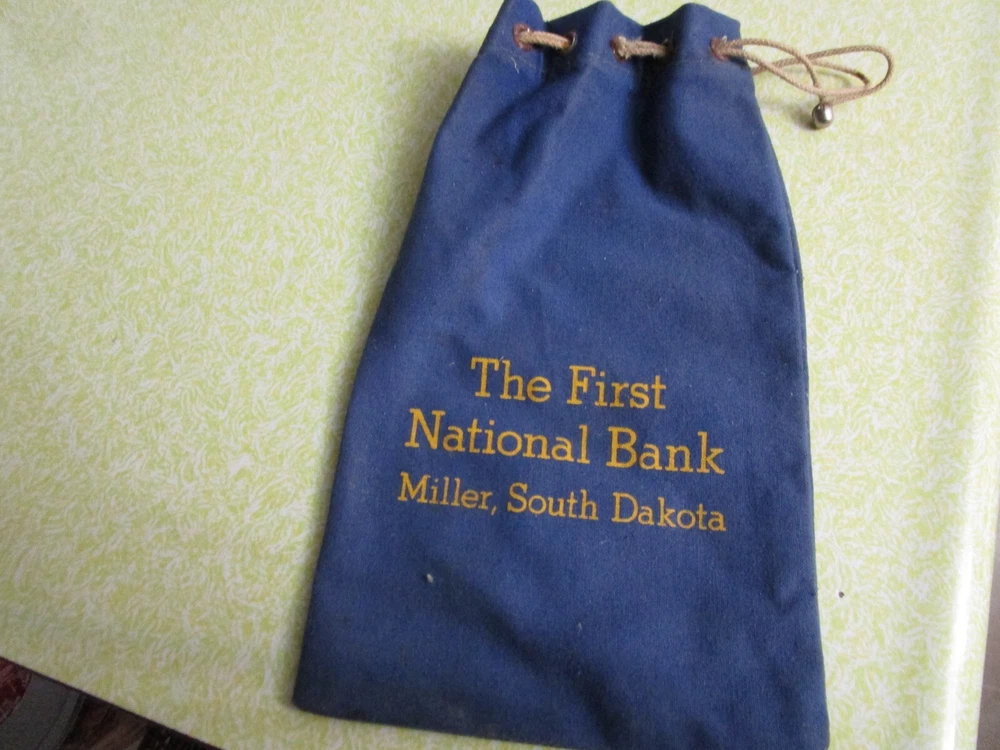 The First
National Bank
Miller, South Dakota